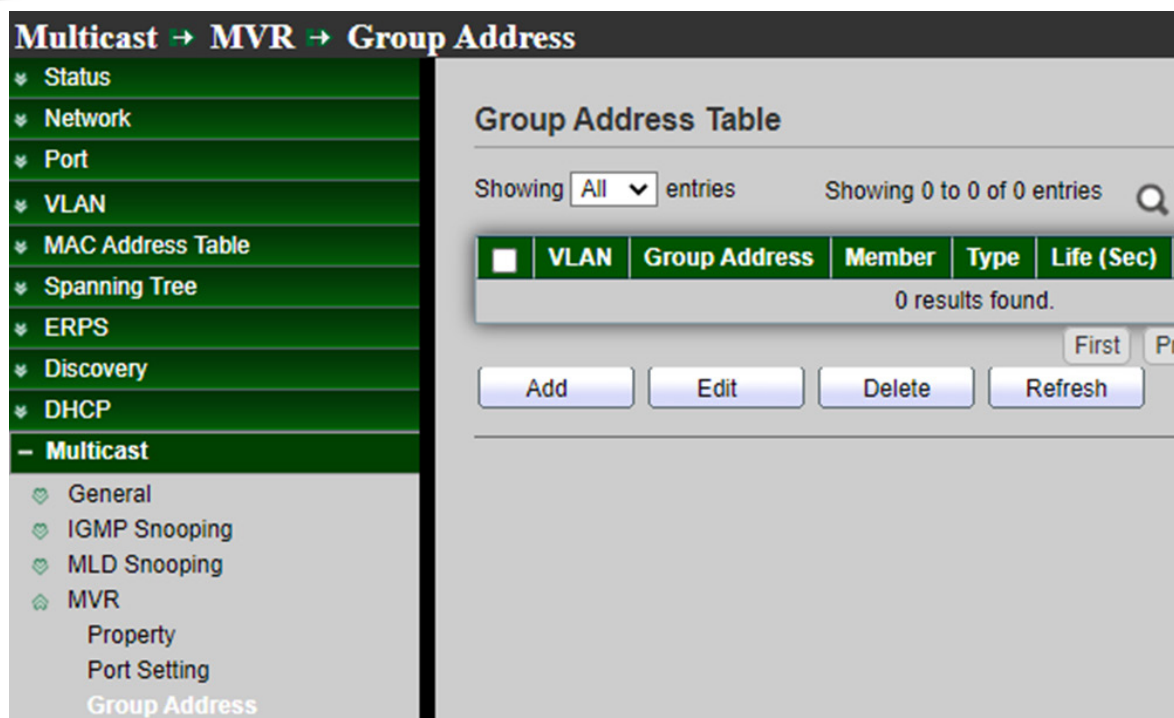 Multicast → MVR → Group Address
Status
Network
Port
VLAN
MAC Address Table
Spanning Tree
ERPS
Discovery
DHCP
Multicast
General
IGMP Snooping
MLD Snooping
MVR
Property
Port Setting
Group Address
Group Address Table
Showing All entries Showing 0 to 0 of 0 entries
VLAN Group Address Member Type Life (Sec)
0 results found.
First
Add Edit Delete Refresh